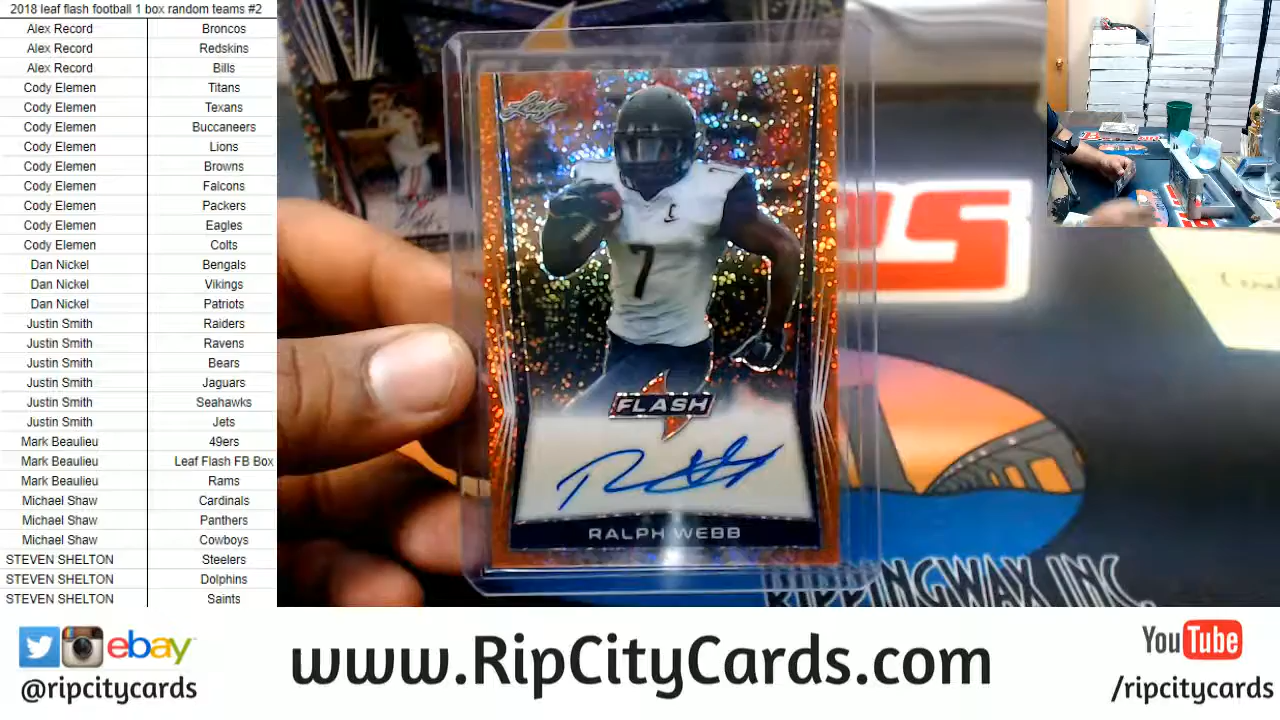 2018 leaf flash football 1 box random teams #2
Alex Record Broncos
Alex Record Redskins
Alex Record Bills
Cody Elemen Titans
Cody Elemen Texans
Cody Elemen Buccaneers
Cody Elemen Lions
Cody Elemen Browns
Cody Elemen Falcons
Cody Elemen Packers
Cody Elemen Eagles
Cody Elemen Colts
Dan Nickel Bengals
Dan Nickel Vikings
Dan Nickel Patriots
Justin Smith Raiders
Justin Smith Ravens
Justin Smith Bears
Justin Smith Jaguars
Justin Smith Seahawks
Justin Smith Jets
Mark Beaulieu 49ers
Mark Beaulieu Leaf Flash FB Box
Mark Beaulieu Rams
Michael Shaw Cardinals
Michael Shaw Panthers
Michael Shaw Cowboys
STEVEN SHELTON Steelers
STEVEN SHELTON Dolphins
STEVEN SHELTON Saints
FLASH
Leaf
C
7
FLASH
RALPH WEBB
RIPPINGWAX INC.
ebay
@ripcitycards
www.RipCityCards.com
YouTube
/ripcitycards